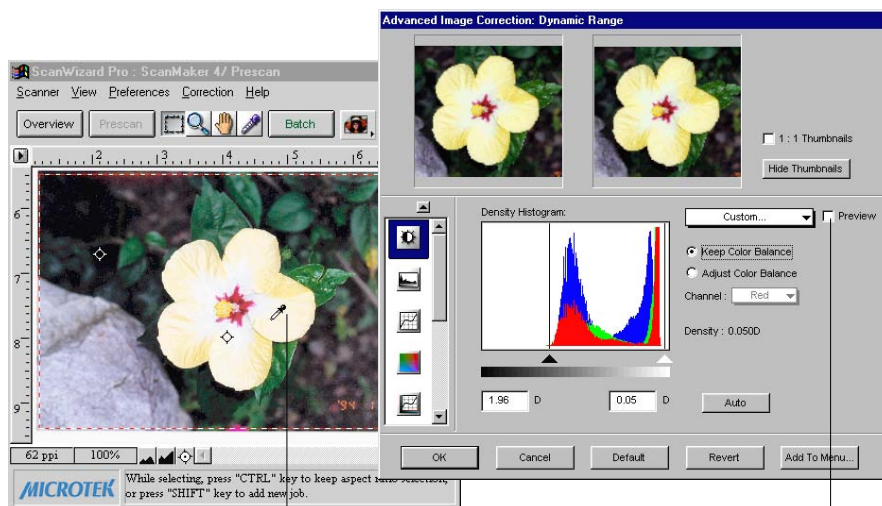 Advanced Image Correction: Dynamic Range
1 : 1 Thumbnails
Hide Thumbnails
Density Histogram:
Custom...
Preview
Keep Color Balance
Adjust Color Balance
Channel : Red
Density : 0.050D
1.96 D 0.05 D Auto
OK Cancel Default Revert Add To Menu...
ScanWizard Pro : ScanMaker 4/ Prescan
Scanner View Preferences Correction Help
Overview Prescan Batch
2 3 4 5 6
6
7
8
9
'94 1
62 ppi 100%
MICROTEK
While selecting, press "CTRL" key to keep aspect ratio selection,
or press "SHIFT" key to add new job.